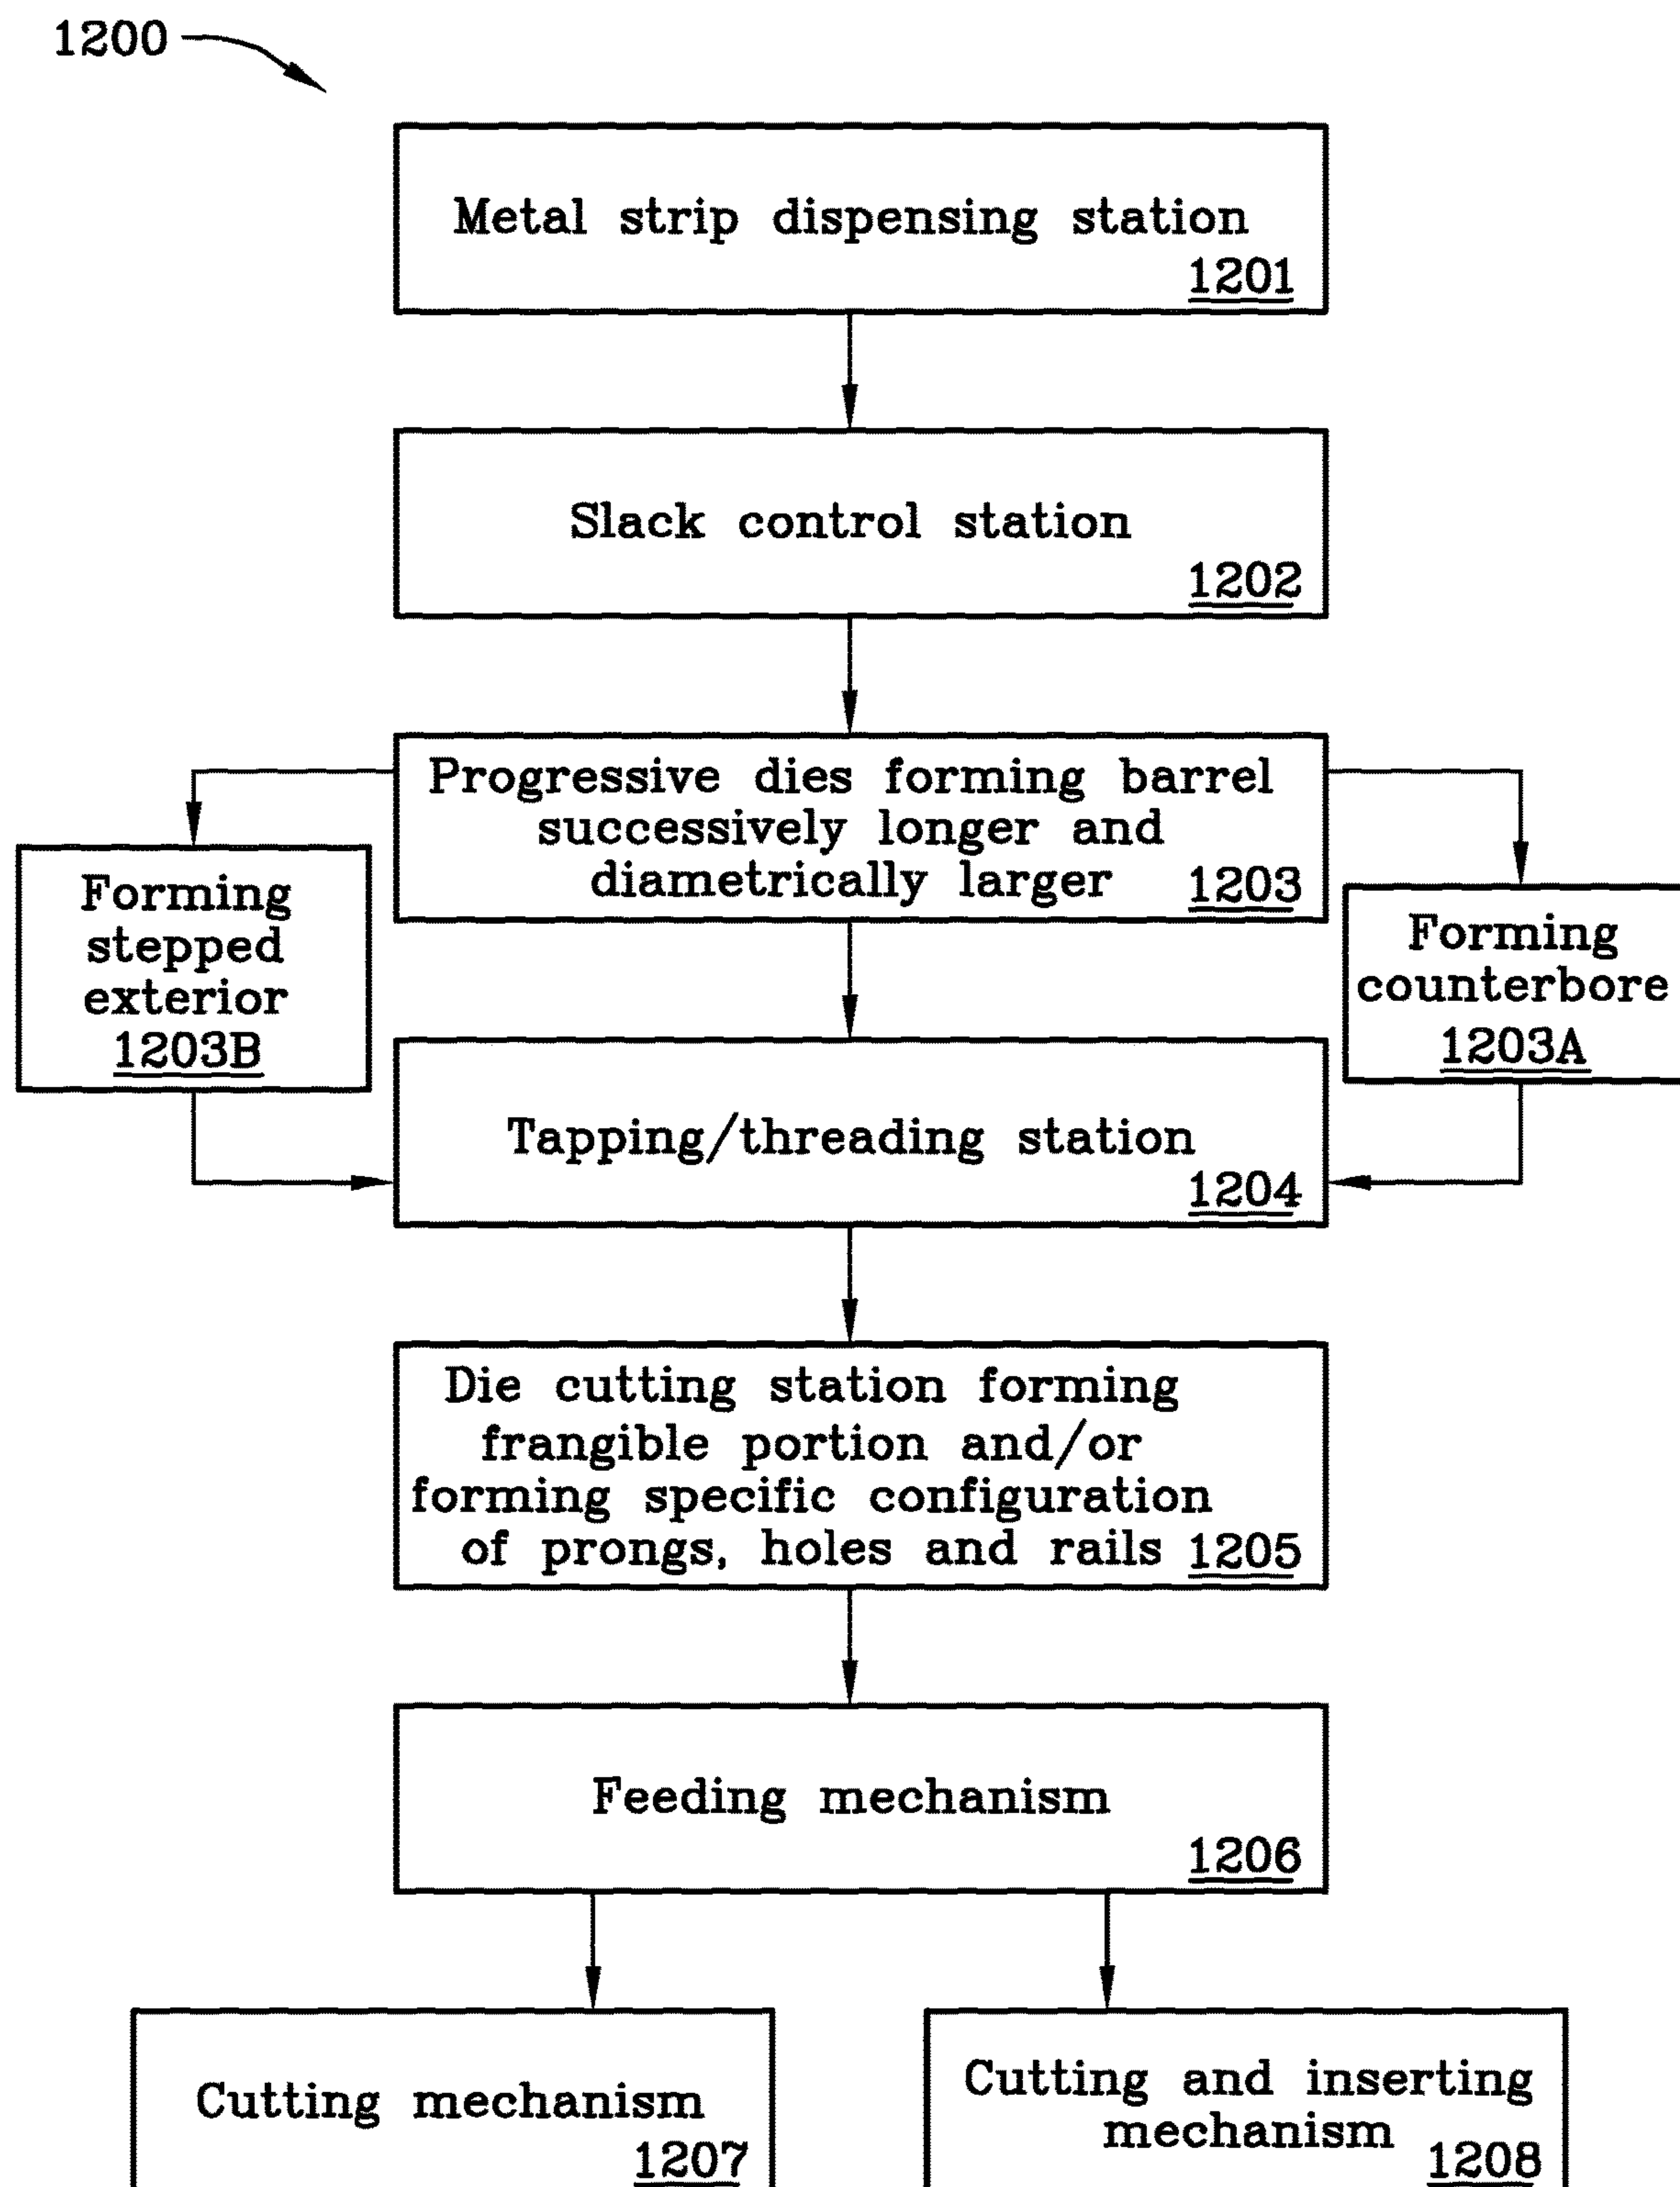 1200
Metal strip dispensing station
1201
Slack control station
1202
Progressive dies forming barrel
successively longer and
diametrically larger 1203
Forming
stepped
exterior
1203B
Forming
counterbore
1203A
Tapping/threading station
1204
Die cutting station forming
frangible portion and/or
forming specific configuration
of prongs, holes and rails 1205
Feeding mechanism
1206
Cutting mechanism
1207
Cutting and inserting
mechanism
1208